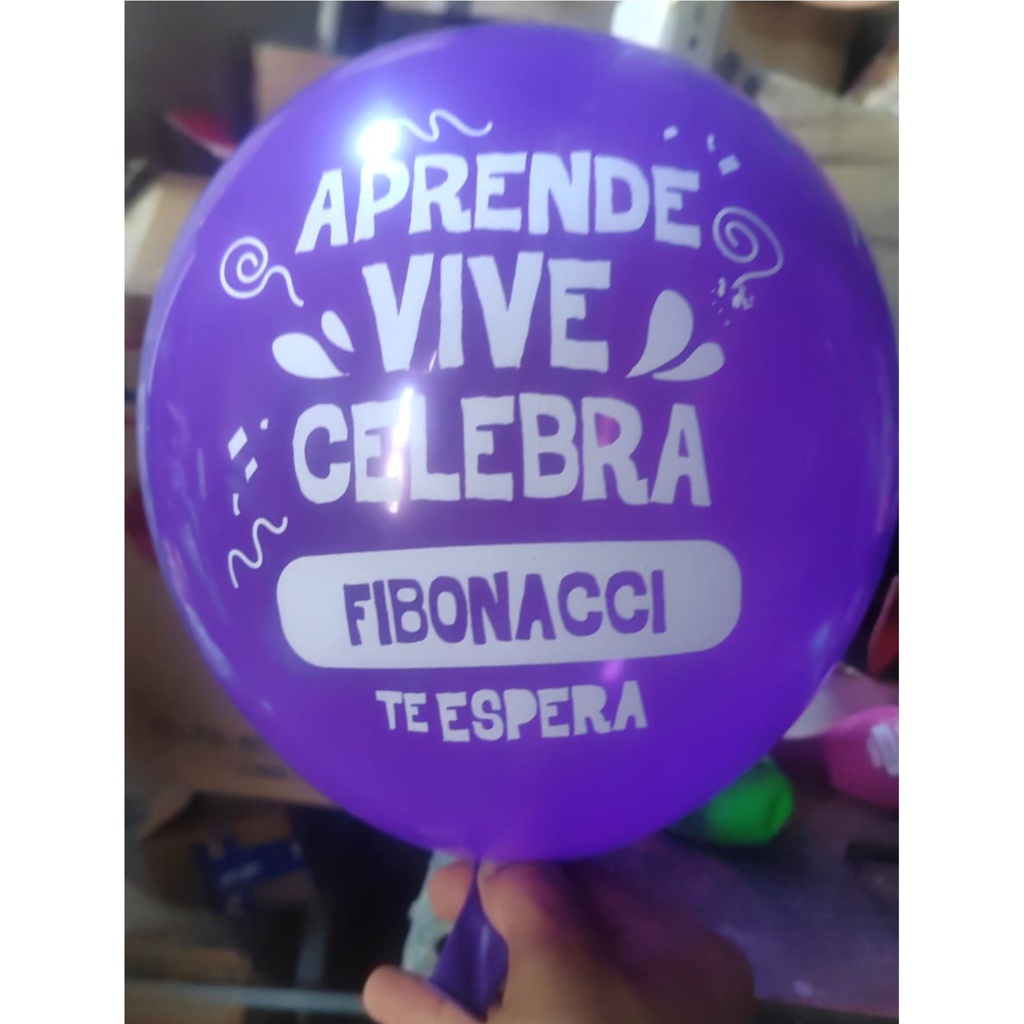 APRENDE
VIVE
CELEBRA
FIBONACCI
TE ESPERA